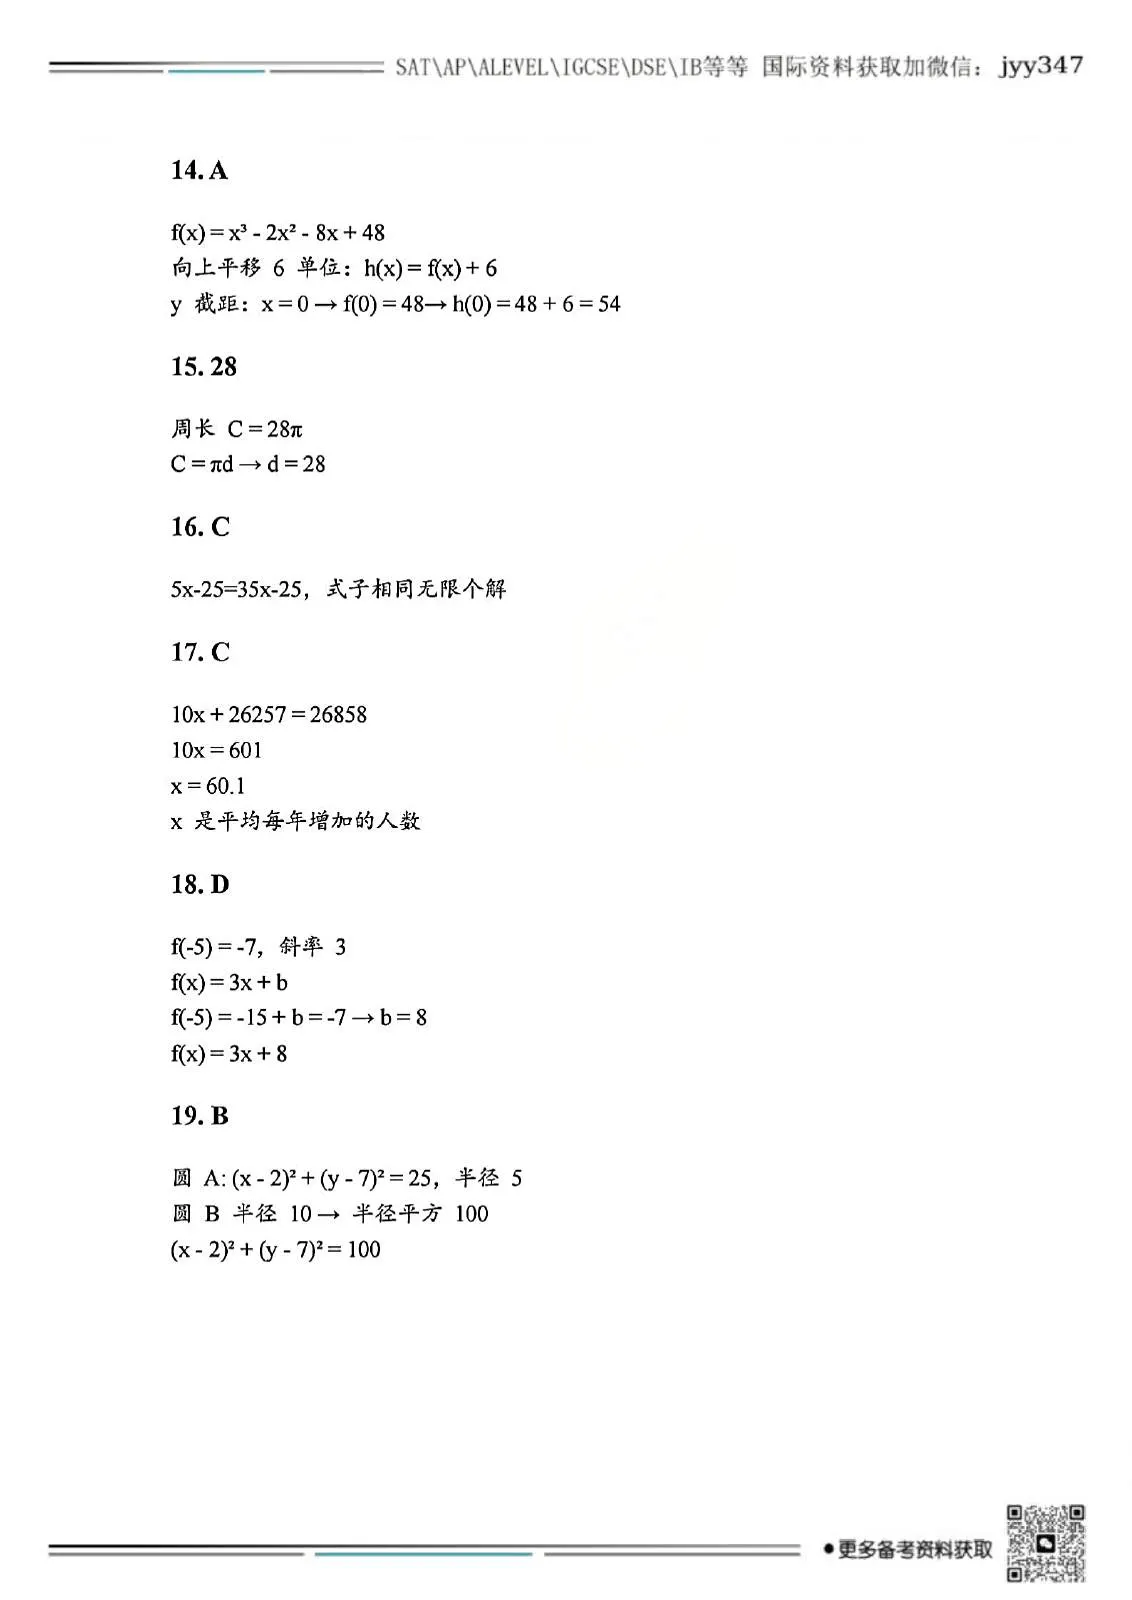 SAT\AP\ALEVEL\IGCSE\DSE\IB等等 国际资料获取加微信：jyy347
14. A
f(x) = x³ - 2x² - 8x + 48
向上平移 6 单位：h(x) = f(x) + 6
y 截距：x = 0 → f(0) = 48→ h(0) = 48 + 6 = 54
15. 28
周长 C = 28π
C = πd → d = 28
16. C
5x-25=35x-25，式子相同无限个解
17. C
10x + 26257 = 26858
10x = 601
x = 60.1
x 是平均每年增加的人数
18. D
f(-5) = -7，斜率 3
f(x) = 3x + b
f(-5) = -15 + b = -7 → b = 8
f(x) = 3x + 8
19. B
圆 A: (x - 2)² + (y - 7)² = 25，半径 5
圆 B 半径 10 → 半径平方 100
(x - 2)² + (y - 7)² = 100
●更多备考资料获取